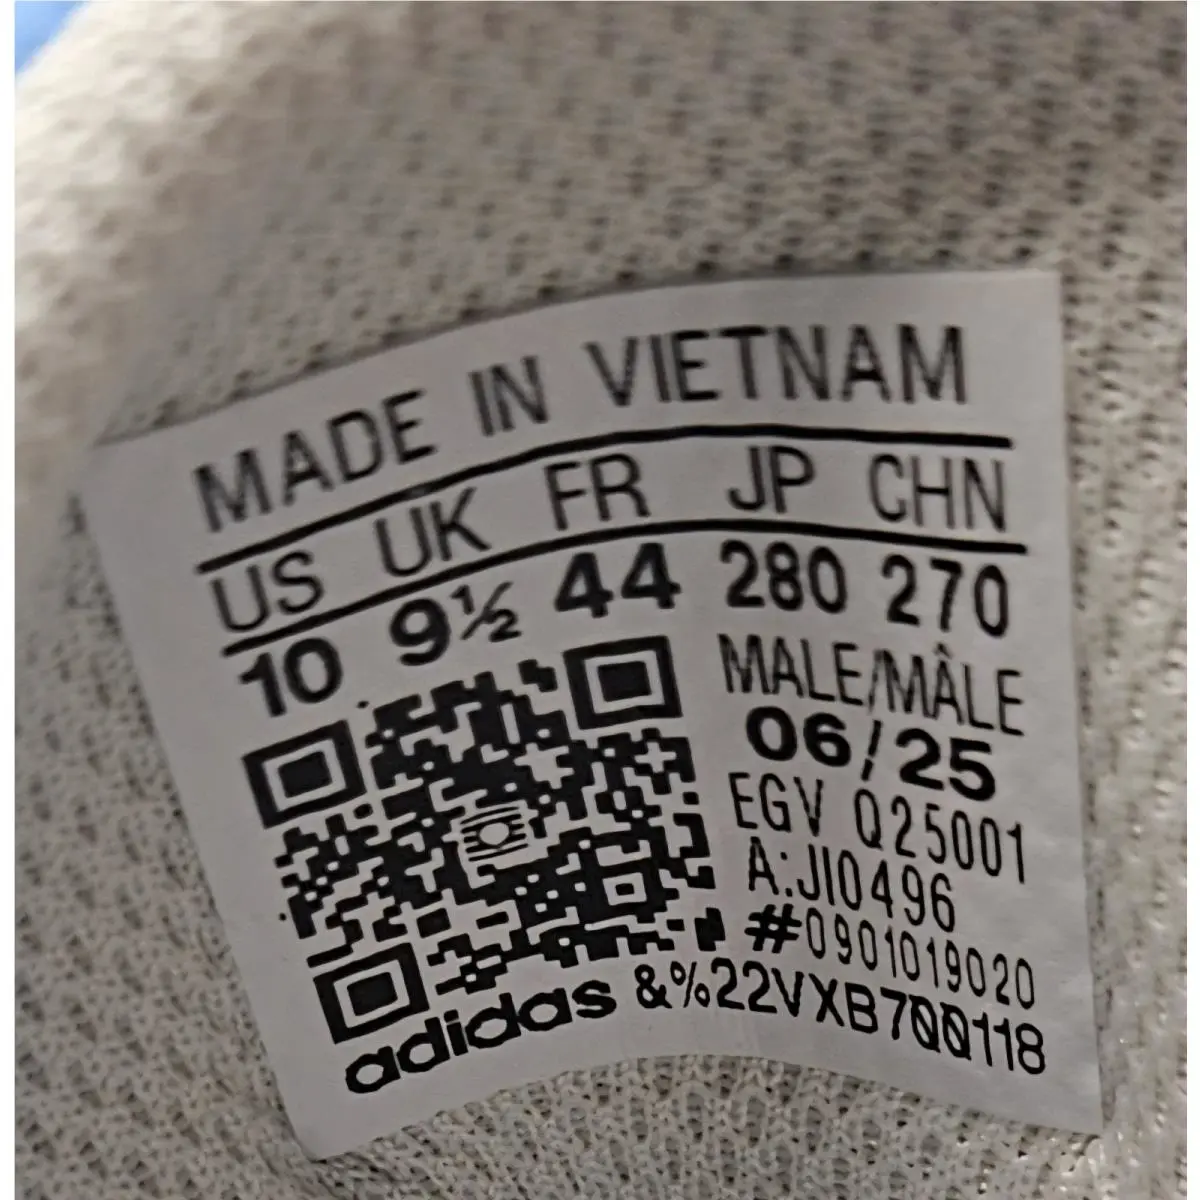 MADE IN VIETNAM
US UK FR JP CHN
10 9½ 44 280 270
MALE/MÂLE
06/25
EGV Q25001
A:JI0496
#0901019020
adidas &%22VXB700118